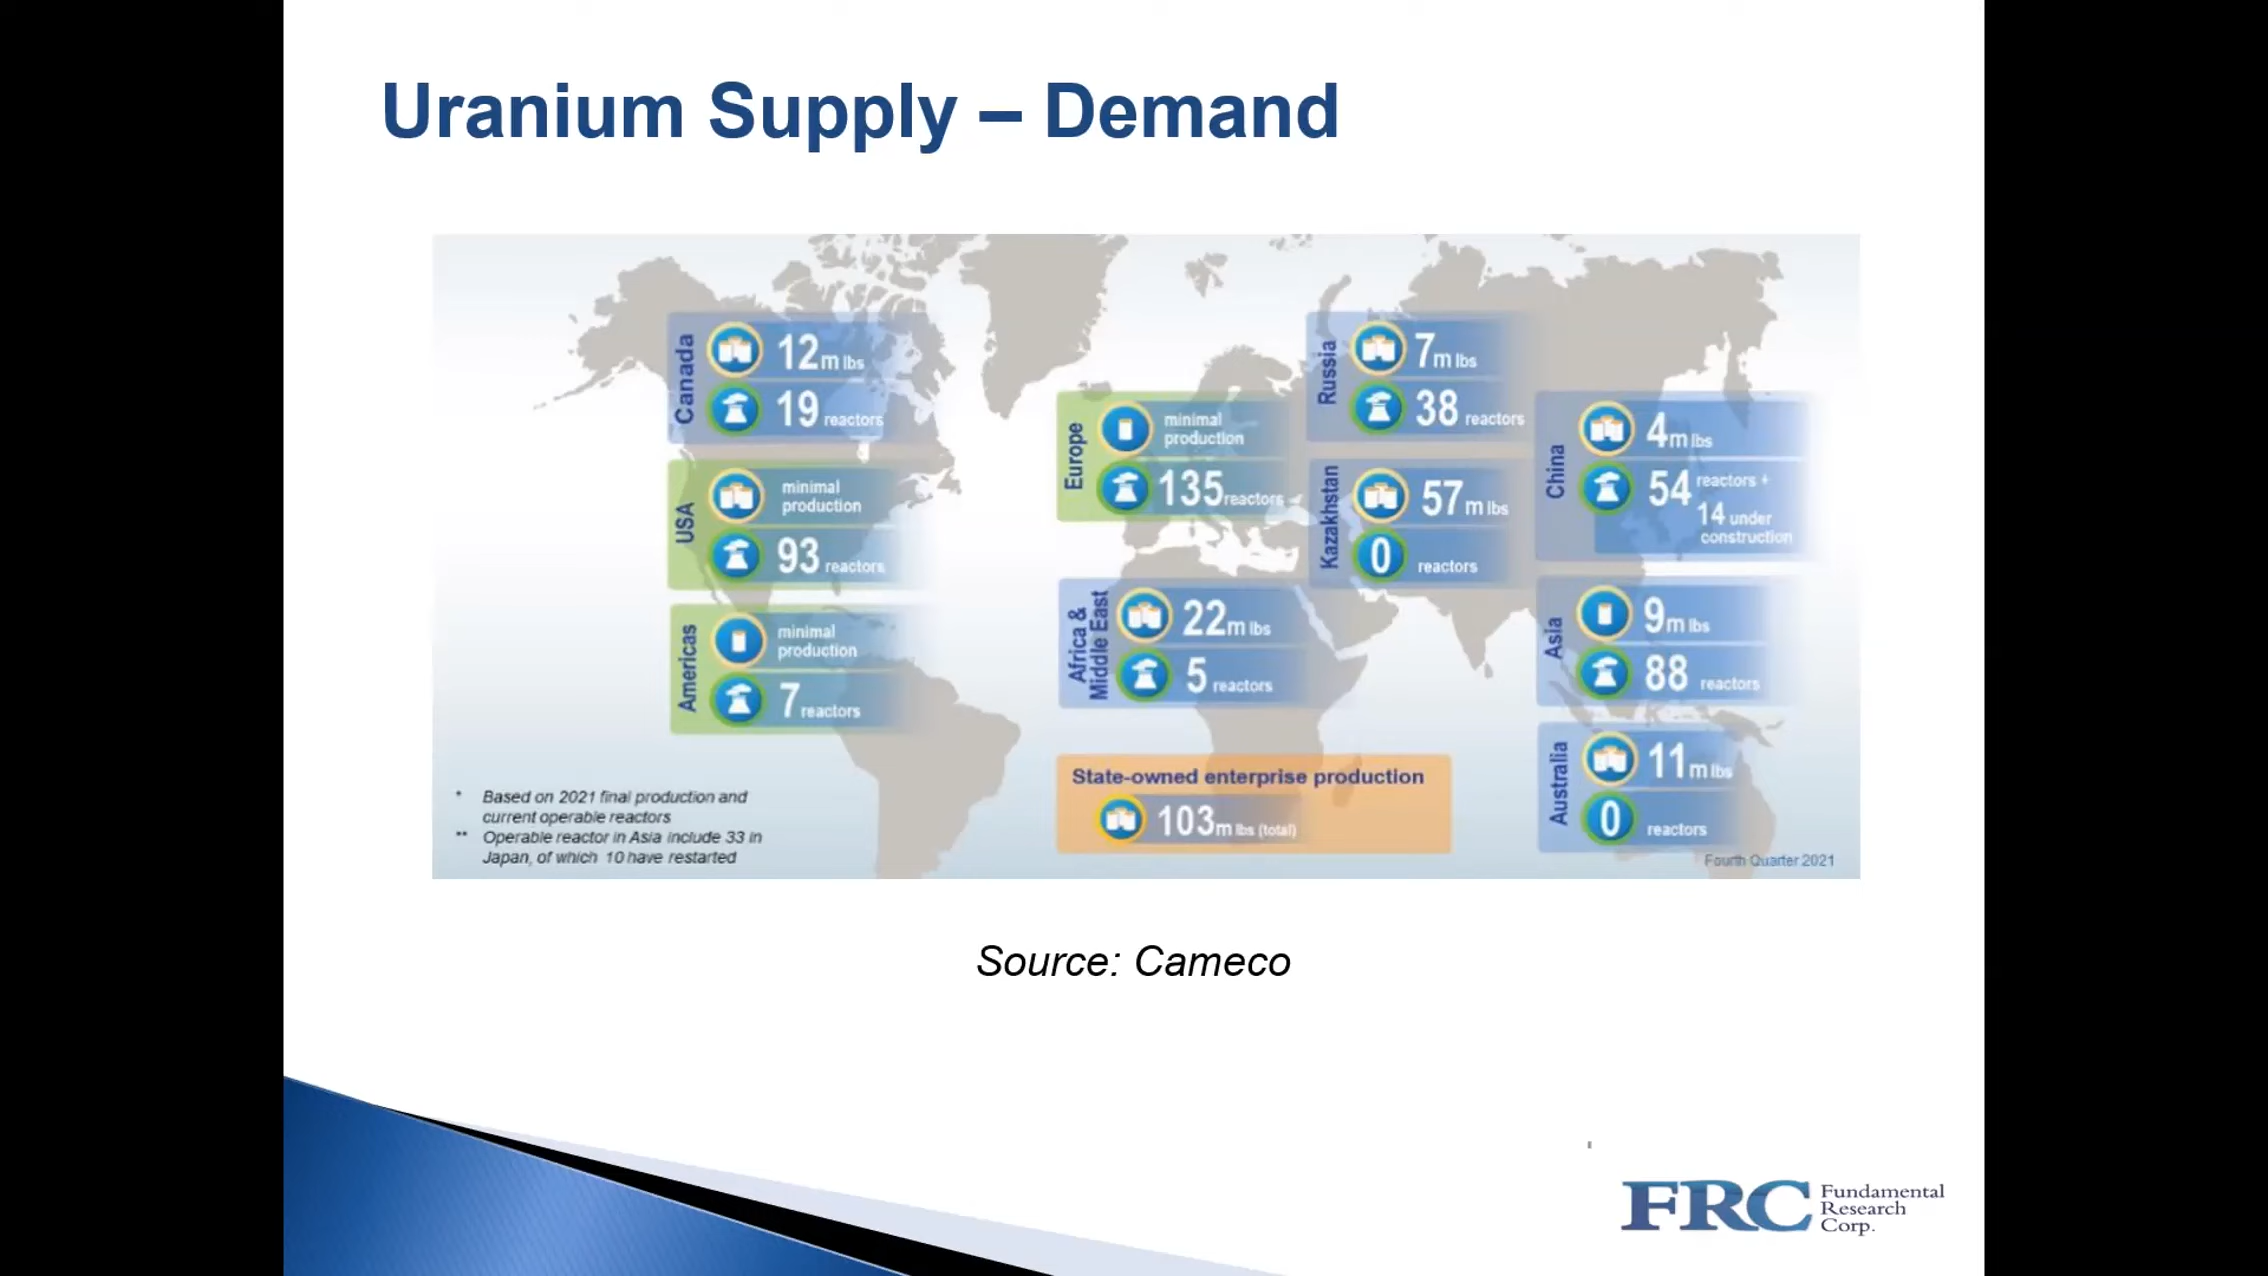 Uranium Supply – Demand
Canada
12m lbs
19 reactors
USA
minimal
production
93 reactors
Americas
minimal
production
7 reactors
Europe
minimal
production
135 reactors
Africa &
Middle East
22m lbs
5 reactors
Russia
7m lbs
38 reactors
Kazakhstan
57m lbs
0 reactors
China
4m lbs
54 reactors +
14 under
construction
Asia
9m lbs
88 reactors
Australia
11m lbs
0 reactors
State-owned enterprise production
103m lbs (total)
* Based on 2021 final production and
current operable reactors
** Operable reactor in Asia include 33 in
Japan, of which 10 have restarted
Fourth Quarter 2021
Source: Cameco
FRC
Fundamental
Research
Corp.